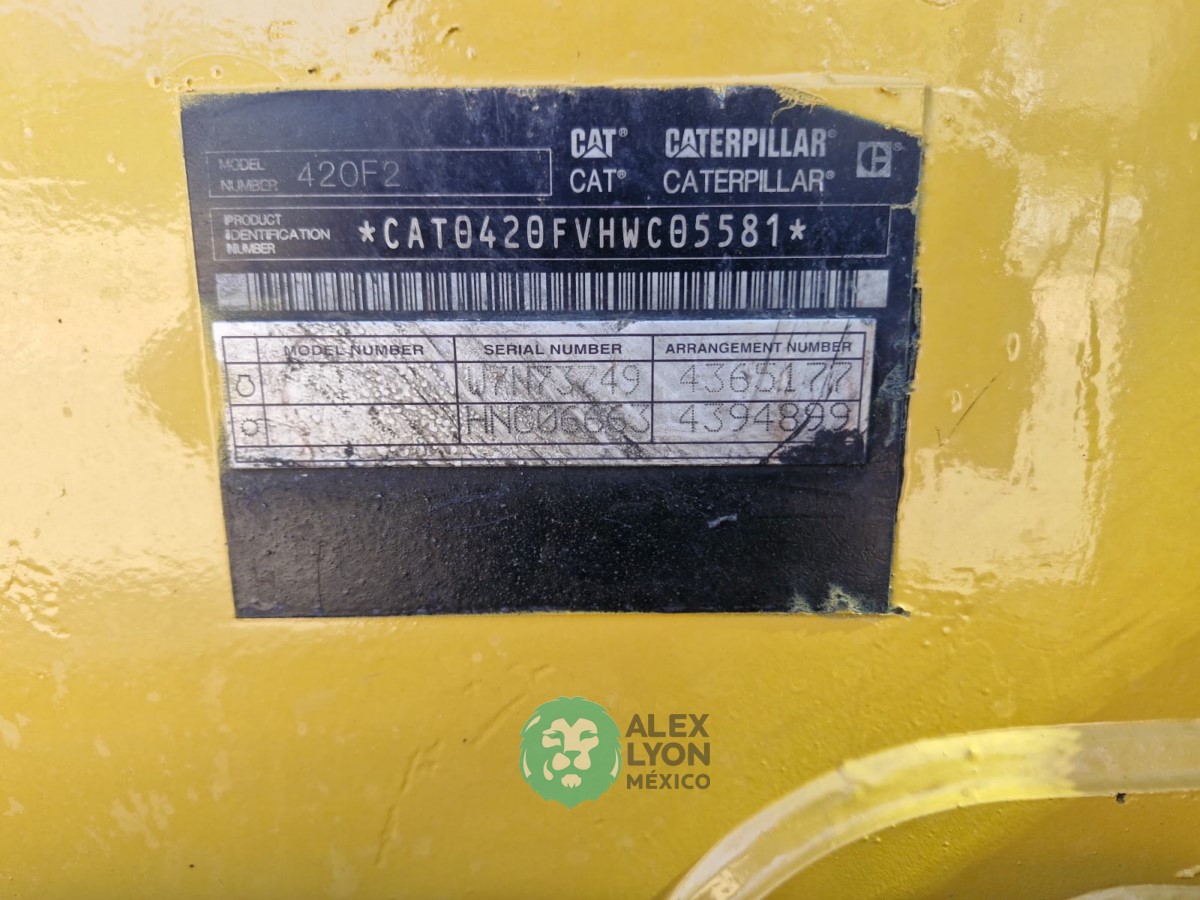 CAT® CATERPILLAR® C®
MODEL NUMBER 420F2
CAT® CATERPILLAR®
PRODUCT IDENTIFICATION NUMBER *CAT0420FVHWC05581*
MODEL NUMBER SERIAL NUMBER ARRANGEMENT NUMBER
W7N73749 4365177
4394899
ALEX
LYON
MÉXICO